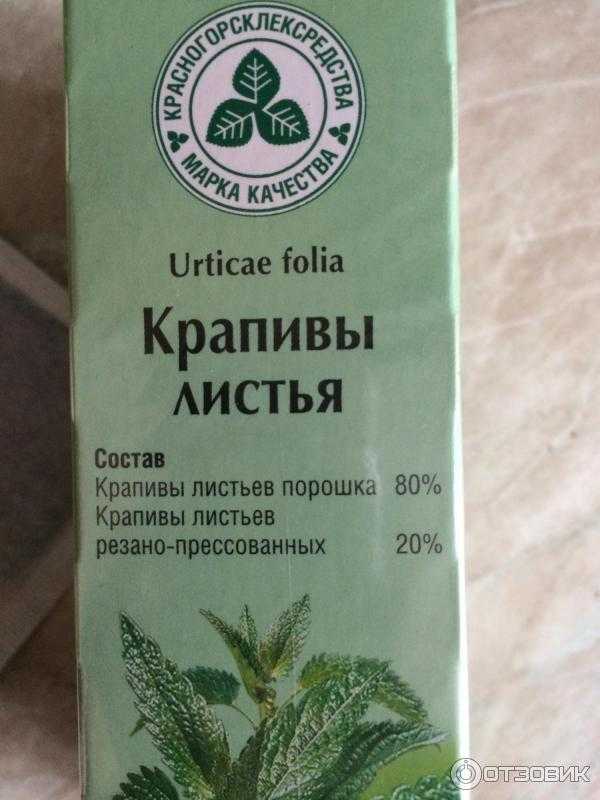 КРАСНОГОРСКЛЕКСРЕДСТВА
МАРКА КАЧЕСТВА
Urticae folia
Крапивы
листья
Состав
Крапивы листьев порошка 80%
Крапивы листьев
резано-прессованных 20%
ОТЗОВИК